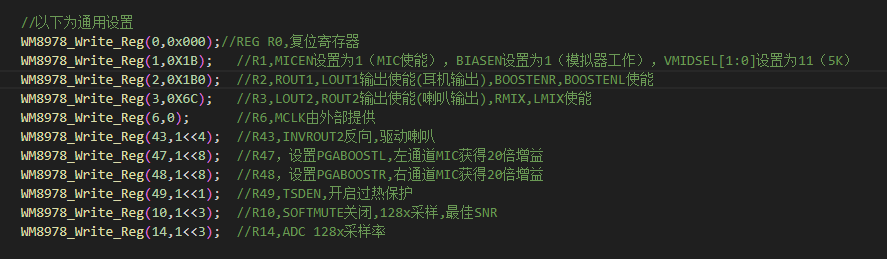 //以下为通用设置
WM8978_Write_Reg(0,0x000);//REG R0,复位寄存器
WM8978_Write_Reg(1,0X1B);  //R1,MICEN设置为1（MIC使能），BIASEN设置为1（模拟器工作），VMIDSEL[1:0]设置为11（5K）
WM8978_Write_Reg(2,0X1B0); //R2,ROUT1,LOUT1输出使能(耳机输出),BOOSTENR,BOOSTENL使能
WM8978_Write_Reg(3,0X6C);  //R3,LOUT2,ROUT2输出使能(喇叭输出),RMIX,LMIX使能
WM8978_Write_Reg(6,0);     //R6,MCLK由外部提供
WM8978_Write_Reg(43,1<<4); //R43,INVROUT2反向,驱动喇叭
WM8978_Write_Reg(47,1<<8); //R47，设置PGABOOSTL,左通道MIC获得20倍增益
WM8978_Write_Reg(48,1<<8); //R48，设置PGABOOSTR,右通道MIC获得20倍增益
WM8978_Write_Reg(49,1<<1); //R49,TSDEN,开启过热保护
WM8978_Write_Reg(10,1<<3); //R10,SOFTMUTE关闭,128x采样,最佳SNR
WM8978_Write_Reg(14,1<<3); //R14,ADC 128x采样率